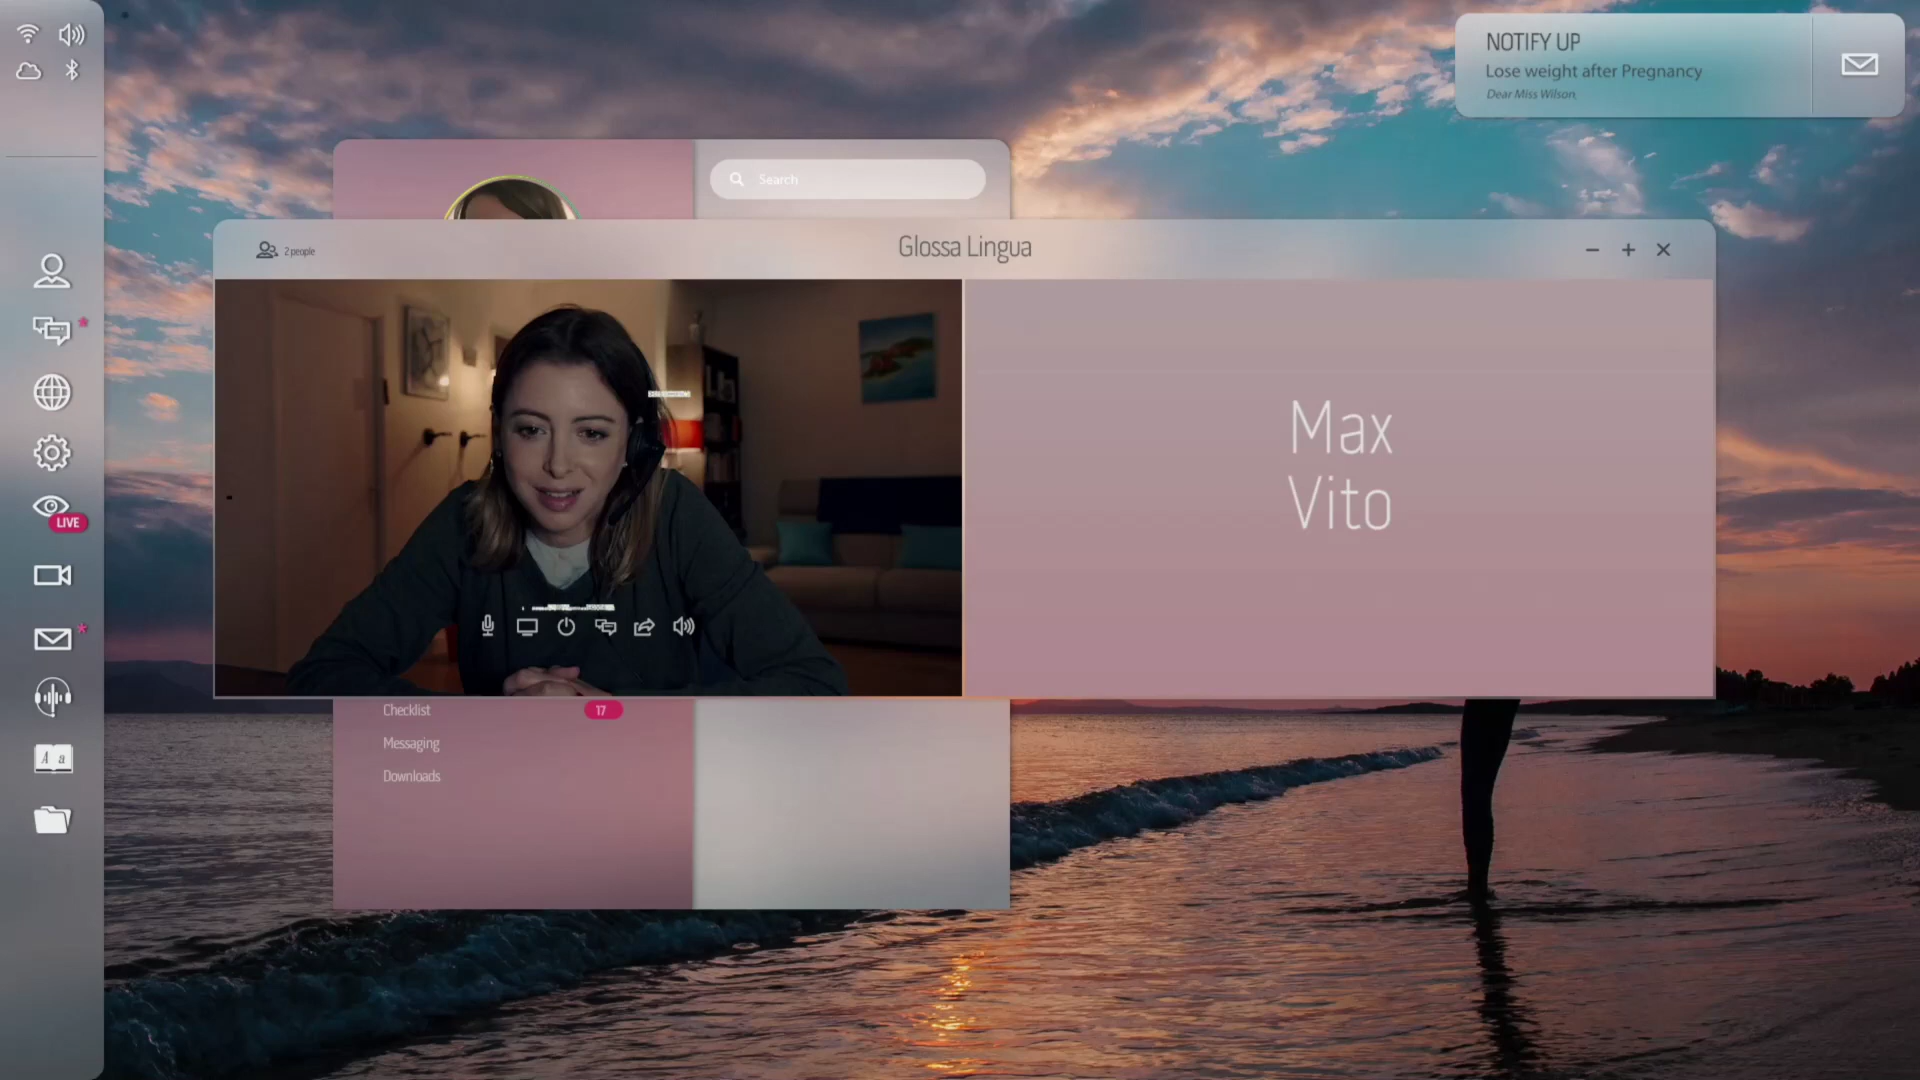 NOTIFY UP
Lose weight after Pregnancy
Dear Miss Wilson,
Search
2 people
Glossa Lingua
Max
Vito
LIVE
Checklist
17
Messaging
Downloads
A a